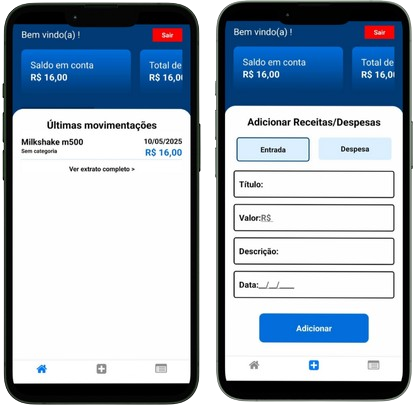 Bem vindo(a) !
Sair
Saldo em conta
R$ 16,00
Total de
R$ 16,0
Últimas movimentações
Milkshake m500
10/05/2025
Sem categoria
R$ 16,00
Ver extrato completo >
Bem vindo(a) !
Sair
Saldo em conta
R$ 16,00
Total de
R$ 16,0
Adicionar Receitas/Despesas
Entrada
Despesa
Título:
Valor:R$
Descrição:
Data:__/__/____
Adicionar